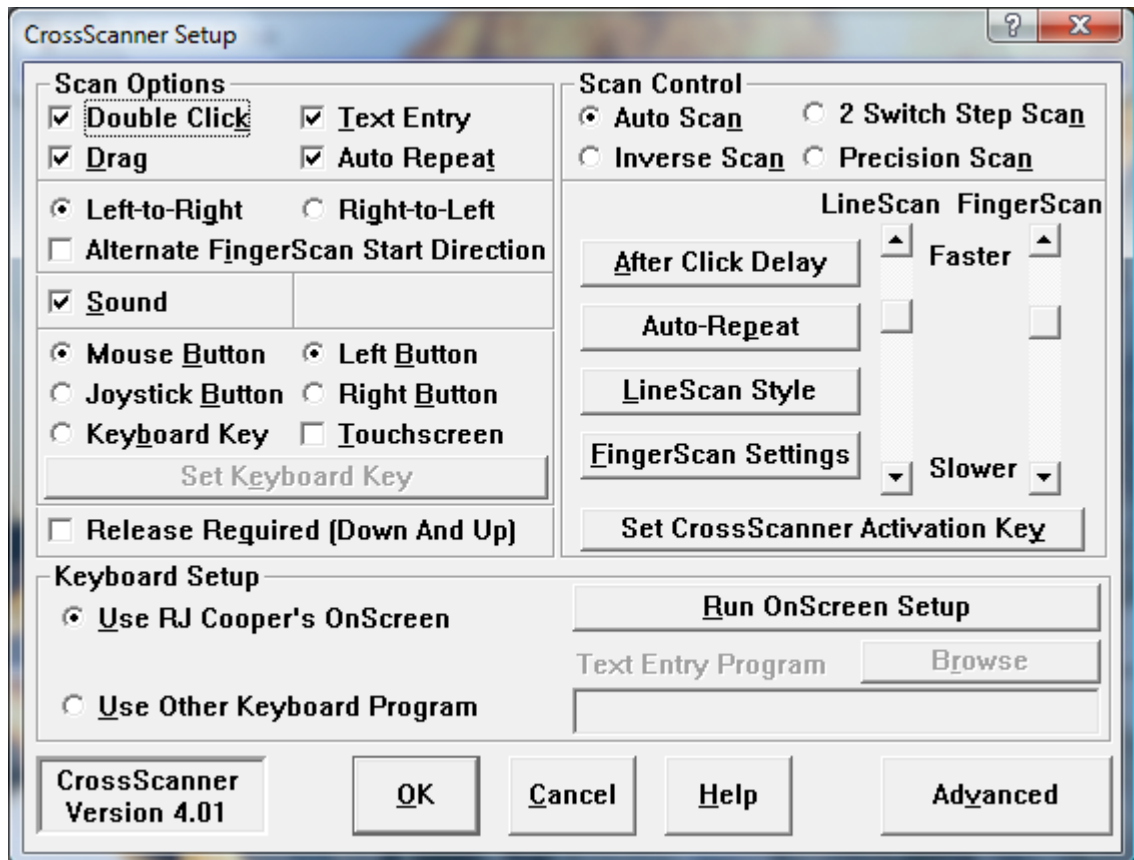 CrossScanner Setup
Scan Options
Double Click Text Entry
Drag Auto Repeat
Left-to-Right Right-to-Left
Alternate FingerScan Start Direction
Sound
Mouse Button Left Button
Joystick Button Right Button
Keyboard Key Touchscreen
Set Keyboard Key
Release Required (Down And Up)
Scan Control
Auto Scan 2 Switch Step Scan
Inverse Scan Precision Scan
LineScan FingerScan
After Click Delay Faster
Auto-Repeat
LineScan Style
FingerScan Settings Slower
Set CrossScanner Activation Key
Keyboard Setup
Use RJ Cooper's OnScreen Run OnScreen Setup
Text Entry Program Browse
Use Other Keyboard Program
CrossScanner
Version 4.01
OK Cancel Help Advanced